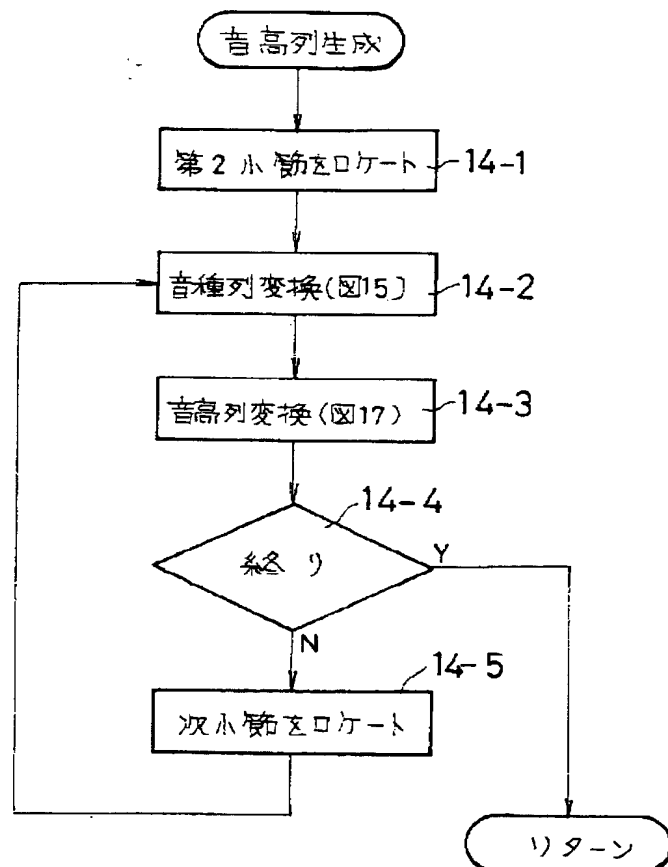 音高列生成
第2小節をロケート 14-1
音種列変換(図15) 14-2
音高列変換(図17) 14-3
14-4
終り
Y
N
14-5
次小節をロケート
リターン